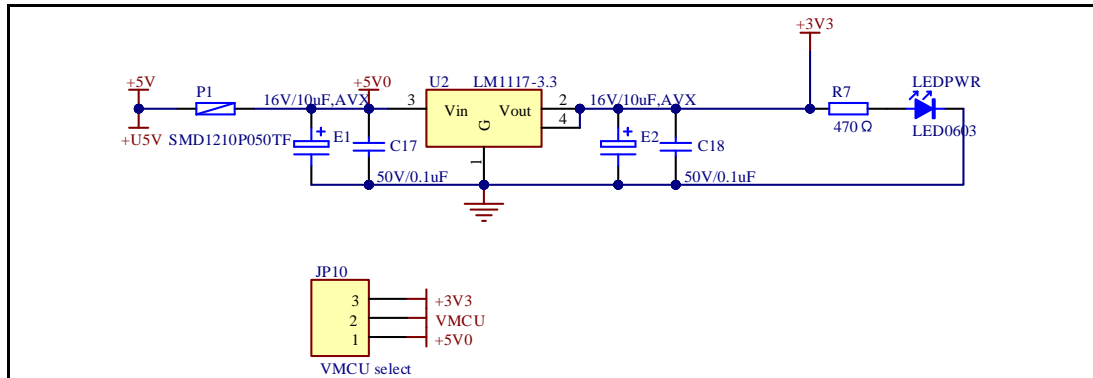 +3V3
+5V
P1
+5V0
U2
LM1117-3.3
LEDPWR
16V/10uF,AVX
3
Vin
Vout
2
16V/10uF,AVX
R7
+U5V
SMD1210P050TF
+
E1
C17
G
4
+
E2
C18
470 Ω
LED0603
1
50V/0.1uF
50V/0.1uF
JP10
3
+3V3
2
VMCU
1
+5V0
VMCU select